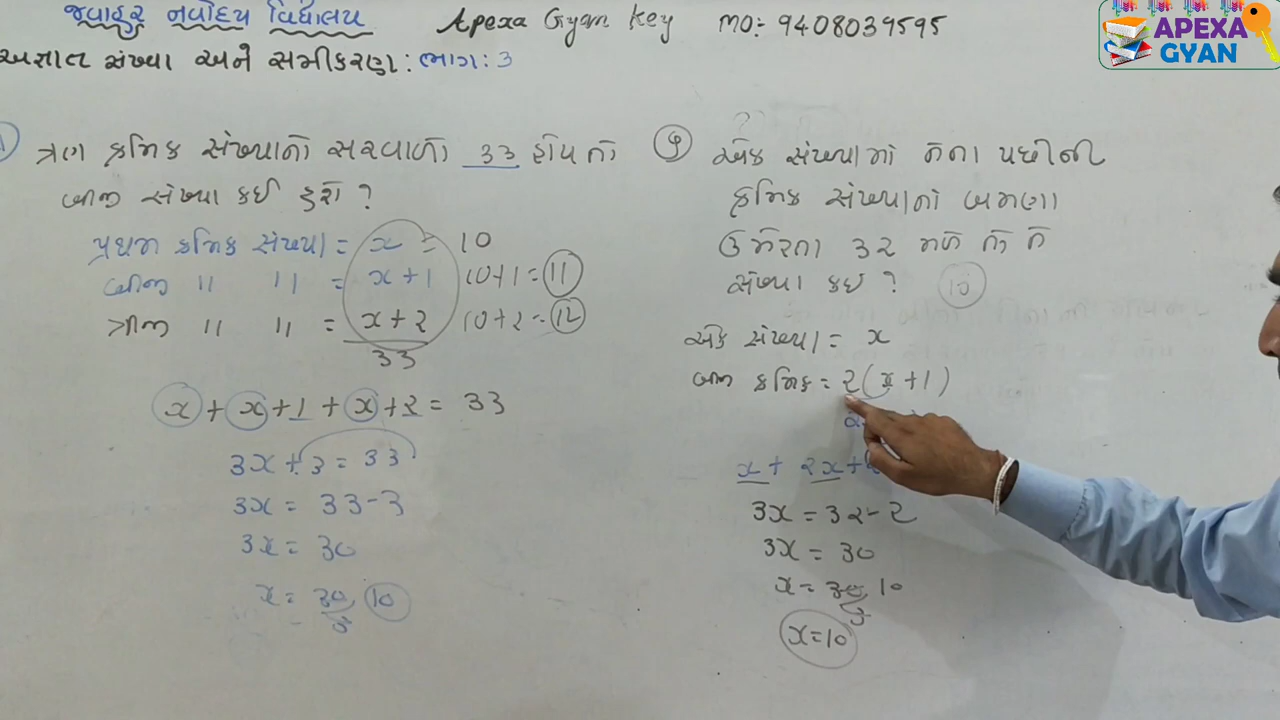 જવાહર નવોદય વિદ્યાલય Apexa Gyan key MO: 9408039595
અજ્ઞાત સંખ્યા અને સમીકરણ: ભાગ: 3
APEXA
GYAN
ત્રણ ક્રમિક સંખ્યાનો સરવાળો 33 હોય તો
બીજી સંખ્યા કઈ હશે ?
પ્રથમ ક્રમિક સંખ્યા = x = 10
બીજી " " = x+1 10+1 = 11
ત્રીજી " " = x+2 10+2 = 12
33
x + x + 1 + x + 2 = 33
3x + 3 = 33
3x = 33-3
3x = 30
x = 30 10
3
એક સંખ્યામાં તેના પછીની
ક્રમિક સંખ્યાના બમણા
ઉમેરતા 32 મળે તો તે
સંખ્યા કઈ ? 10
એક સંખ્યા = x
બીજી ક્રમિક = 2(x+1)
x + 2x +
3x = 32-2
3x = 30
x = 30 10
3
x=10